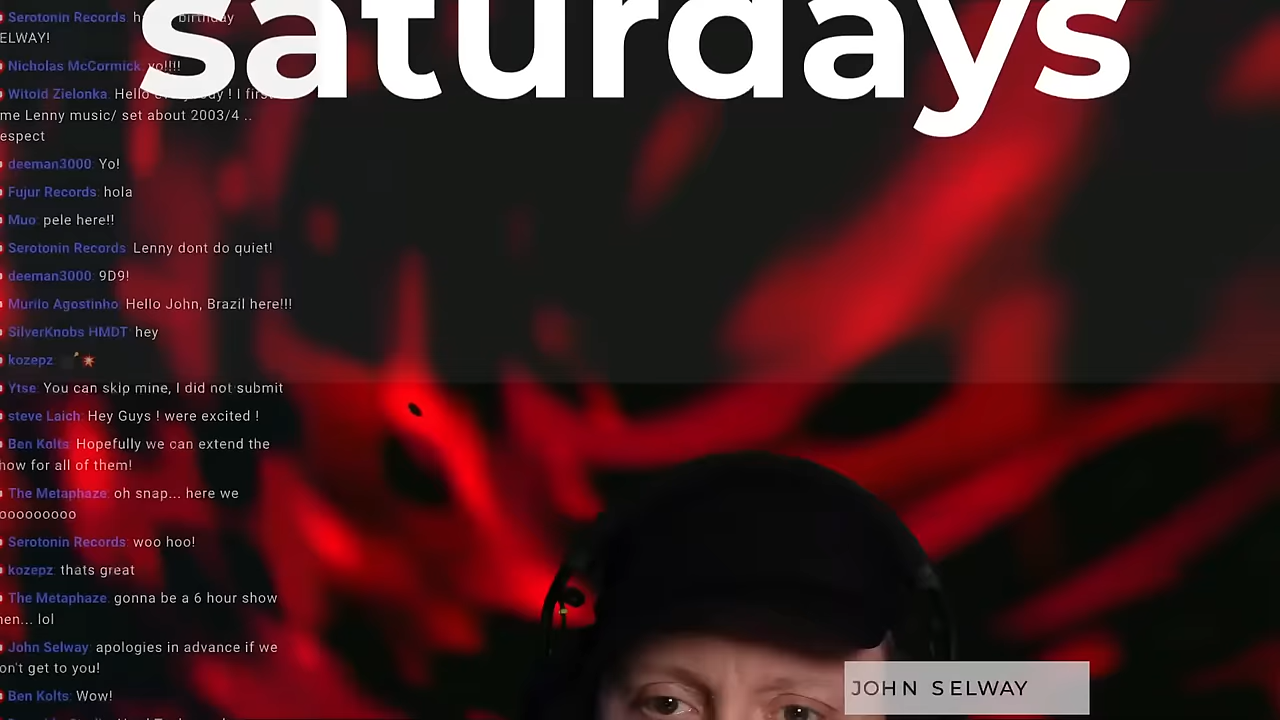 saturdays
Serotonin Records: birthday
ELWAY!
Nicholas McCormick: yo!!!!
Witold Zielonka: Hello everybody ! I first
me Lenny music/ set about 2003/4 ..
espect
deeman3000: Yo!
Fujur Records: hola
Muo: pele here!!
Serotonin Records: Lenny dont do quiet!
deeman3000: 9D9!
Murilo Agostinho: Hello John, Brazil here!!!
SilverKnobs HMDT: hey
kozepz:
Ytse: You can skip mine, I did not submit
steve Laich: Hey Guys ! were excited !
Ben Kolts: Hopefully we can extend the
how for all of them!
The Metaphaze: oh snap... here we
ooooooooo
Serotonin Records: woo hoo!
kozepz: thats great
The Metaphaze: gonna be a 6 hour show
hen... lol
John Selway: apologies in advance if we
on't get to you!
Ben Kolts: Wow!
JOHN SELWAY